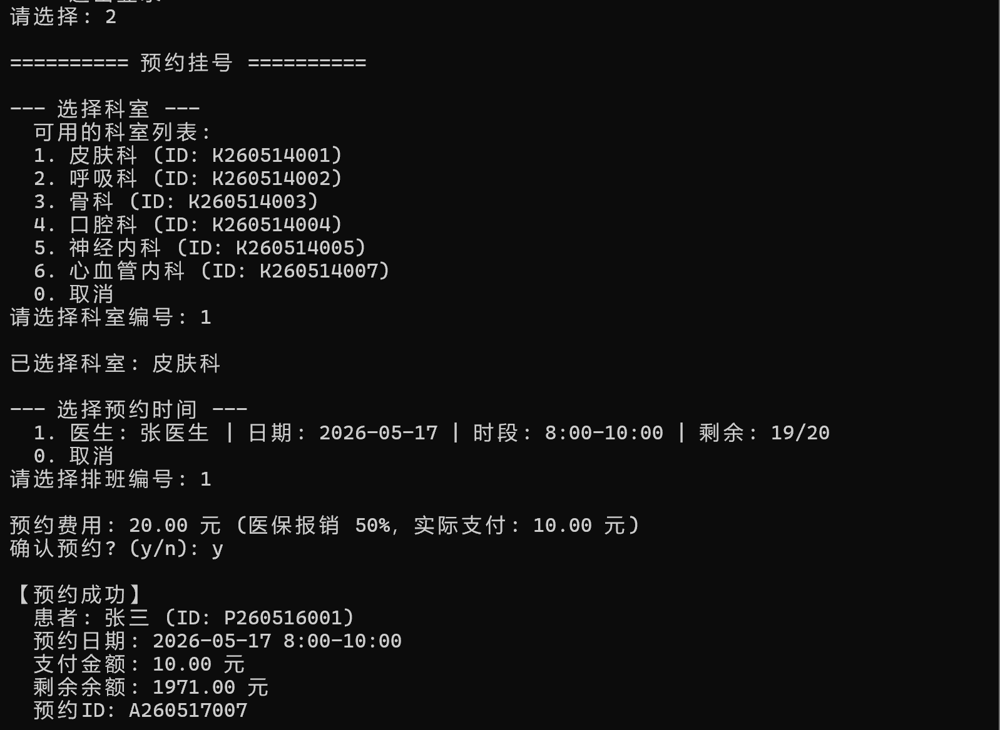 请选择: 2
========== 预约挂号 ==========
--- 选择科室 ---
可用的科室列表:
1. 皮肤科 (ID: K260514001)
2. 呼吸科 (ID: K260514002)
3. 骨科 (ID: K260514003)
4. 口腔科 (ID: K260514004)
5. 神经内科 (ID: K260514005)
6. 心血管内科 (ID: K260514007)
0. 取消
请选择科室编号: 1
已选择科室: 皮肤科
--- 选择预约时间 ---
1. 医生: 张医生 | 日期: 2026-05-17 | 时段: 8:00-10:00 | 剩余: 19/20
0. 取消
请选择排班编号: 1
预约费用: 20.00 元 (医保报销 50%, 实际支付: 10.00 元)
确认预约? (y/n): y
【预约成功】
患者: 张三 (ID: P260516001)
预约日期: 2026-05-17 8:00-10:00
支付金额: 10.00 元
剩余余额: 1971.00 元
预约ID: A260517007